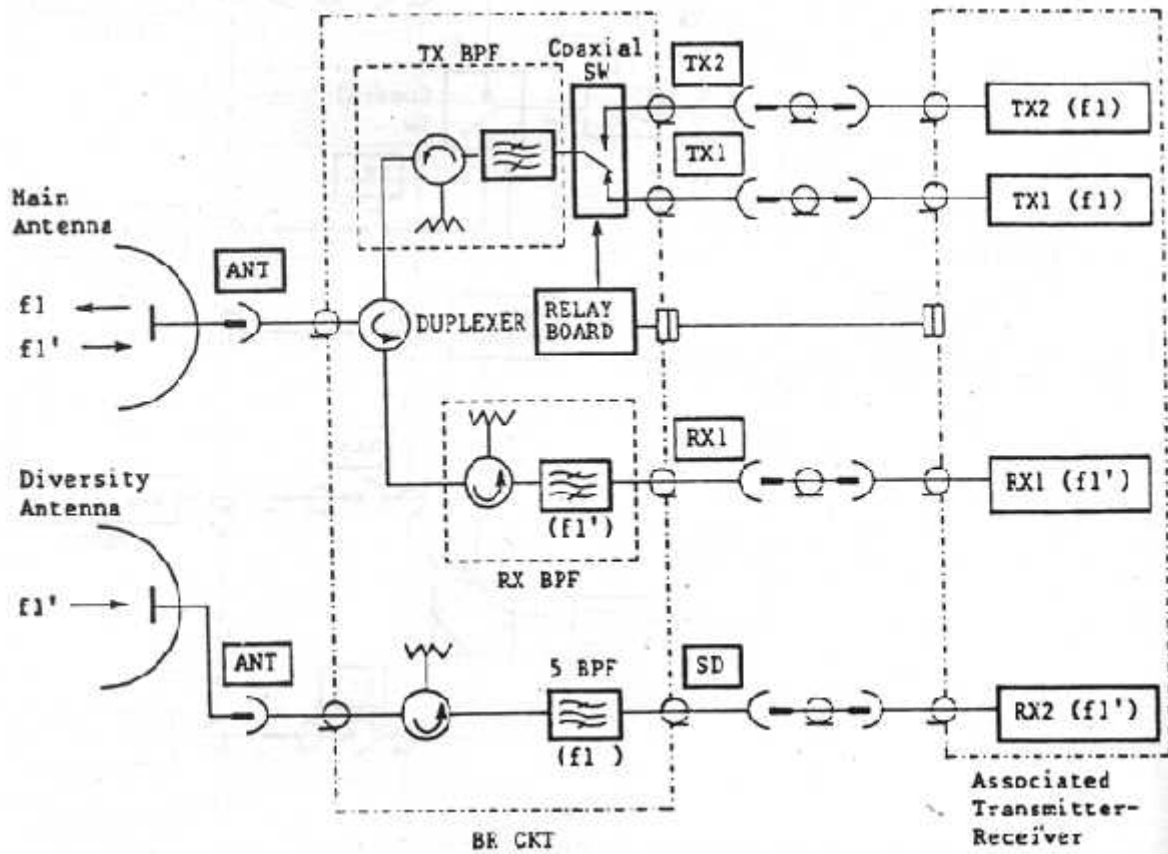 TX BPF
Coaxial
SW
TX2
TX2 (f1)
TX1
TX1 (f1)
Main
Antenna
ANT
f1
f1'
DUPLEXER
RELAY
BOARD
RX1
RX1 (f1')
(f1')
RX BPF
Diversity
Antenna
f1'
ANT
5 BPF
(f1 )
SD
RX2 (f1')
Associated
Transmitter-
Receiver
BR CKT